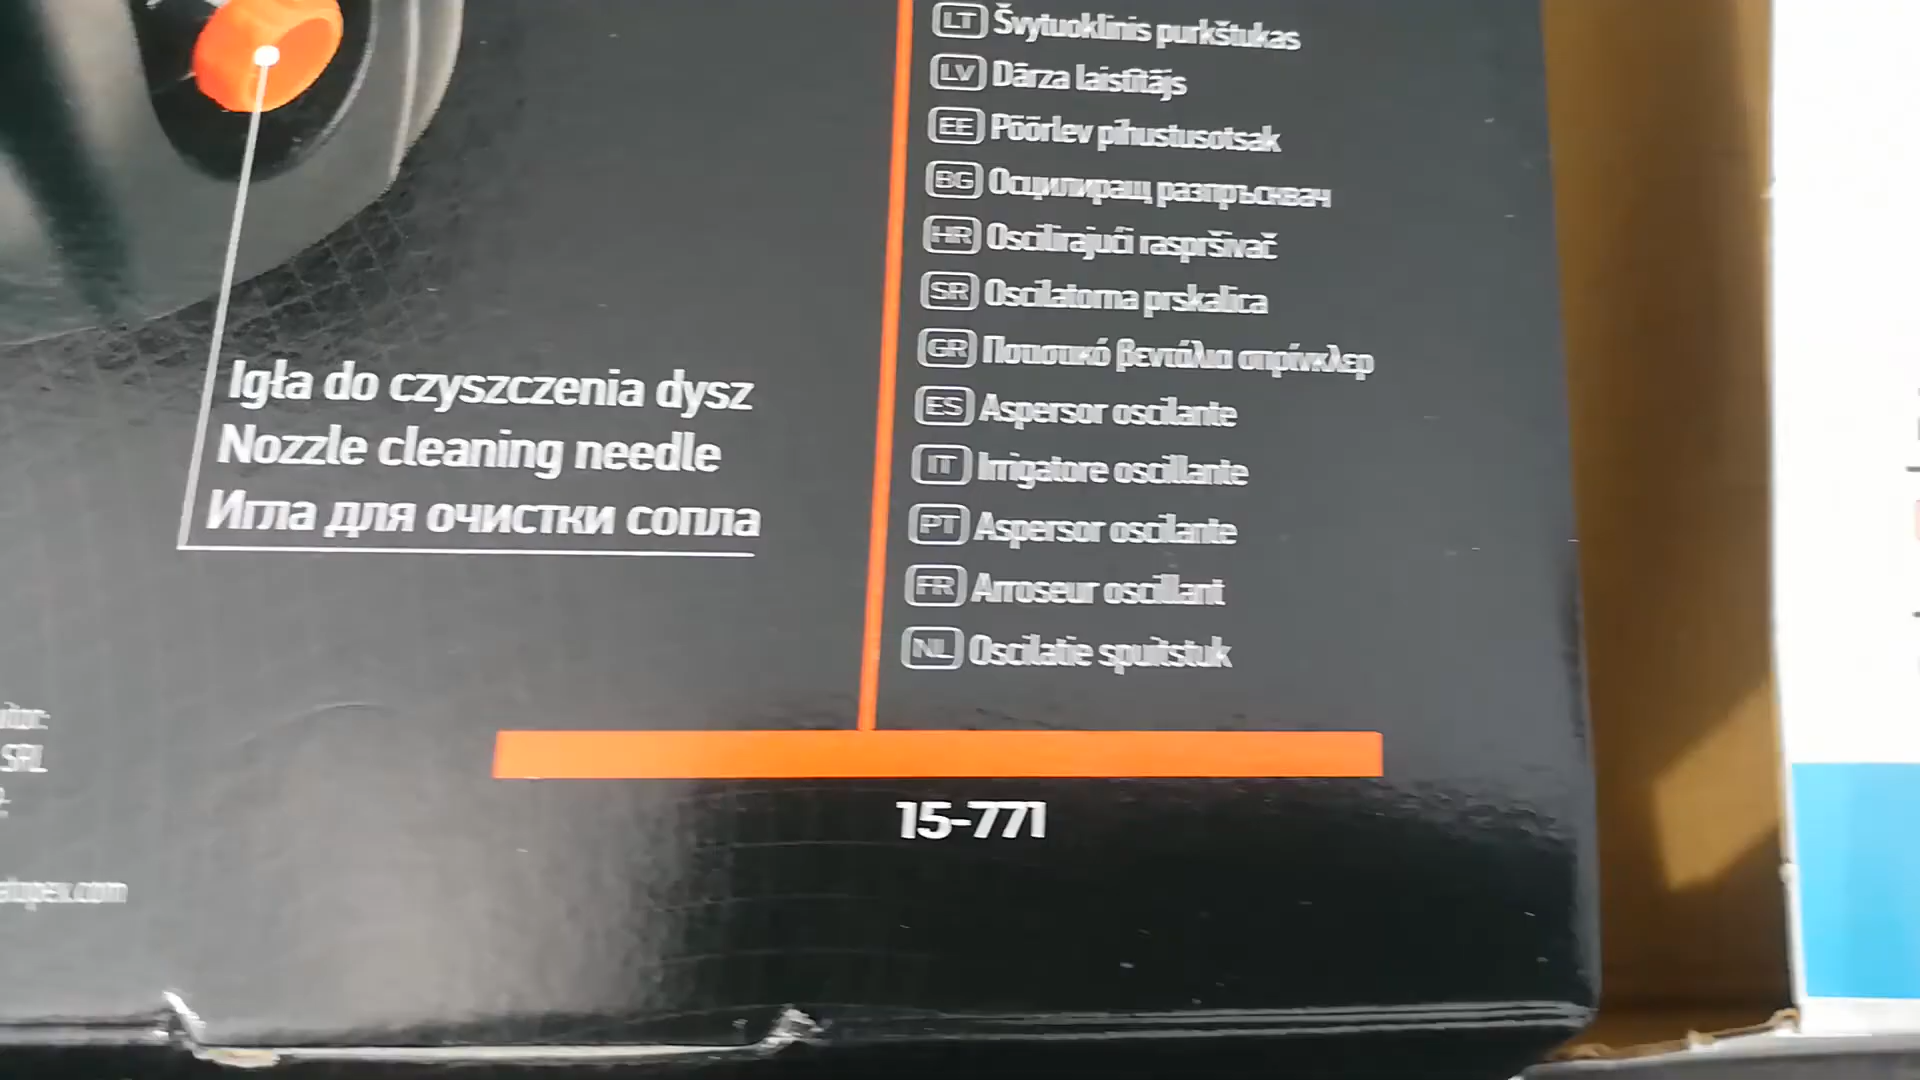 Igła do czyszczenia dysz
Nozzle cleaning needle
Игла для очистки сопла
SRL
LT Švytuoklinis purkštukas
LV Dārza laistītājs
EE Pöörlev pihustusotsak
BG Осцилиращ разпръсквач
HR Oscilirajući raspršivač
SR Oscilatorna prskalica
GR Ποτιστικό βεντάλια σπρίνκλερ
ES Aspersor oscilante
IT Irrigatore oscillante
PT Aspersor oscilante
FR Arroseur oscillant
NL Oscilatie spuitstuk
15-771